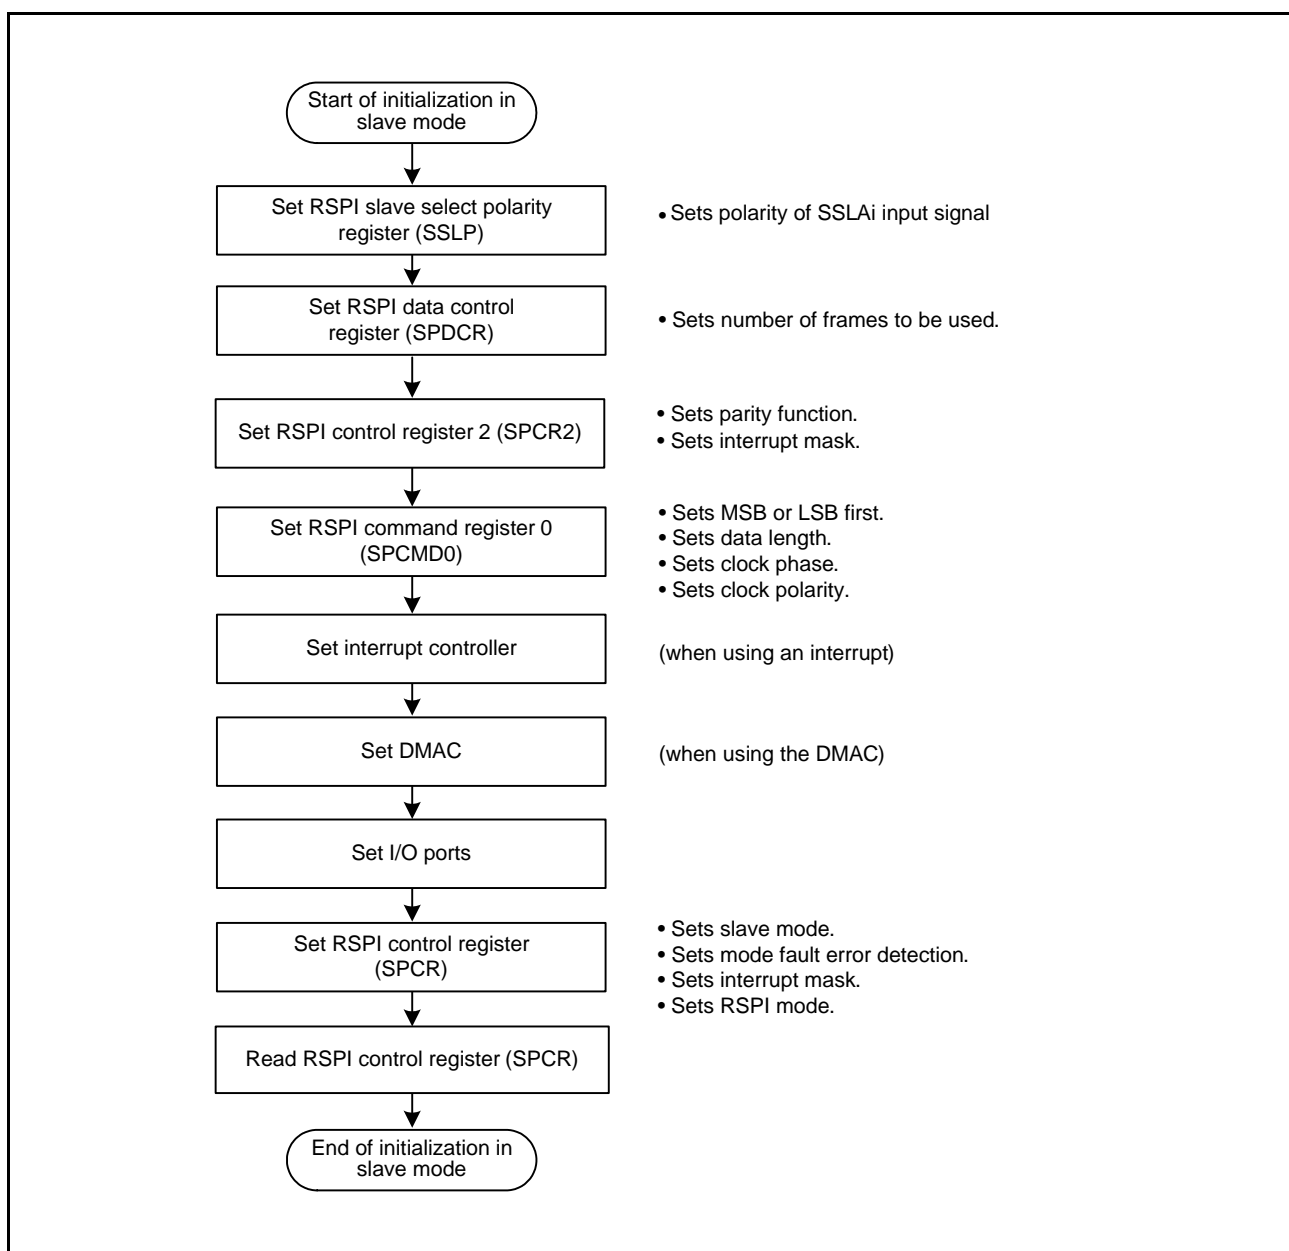 Start of initialization in
slave mode
Set RSPI slave select polarity
register (SSLP)
• Sets polarity of SSLAi input signal
Set RSPI data control
register (SPDCR)
• Sets number of frames to be used.
Set RSPI control register 2 (SPCR2)
• Sets parity function.
• Sets interrupt mask.
Set RSPI command register 0
(SPCMD0)
• Sets MSB or LSB first.
• Sets data length.
• Sets clock phase.
• Sets clock polarity.
Set interrupt controller
(when using an interrupt)
Set DMAC
(when using the DMAC)
Set I/O ports
Set RSPI control register
(SPCR)
• Sets slave mode.
• Sets mode fault error detection.
• Sets interrupt mask.
• Sets RSPI mode.
Read RSPI control register (SPCR)
End of initialization in
slave mode